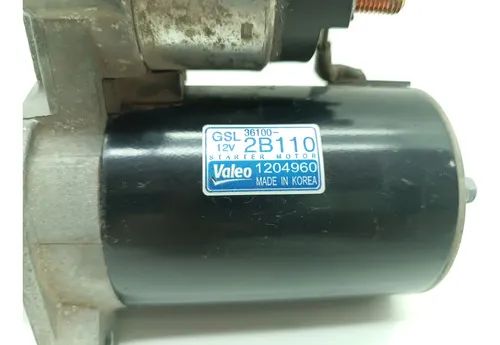 GSL 36100-
12V 2B110
STARTER MOTOR
Valeo 1204960
MADE IN KOREA